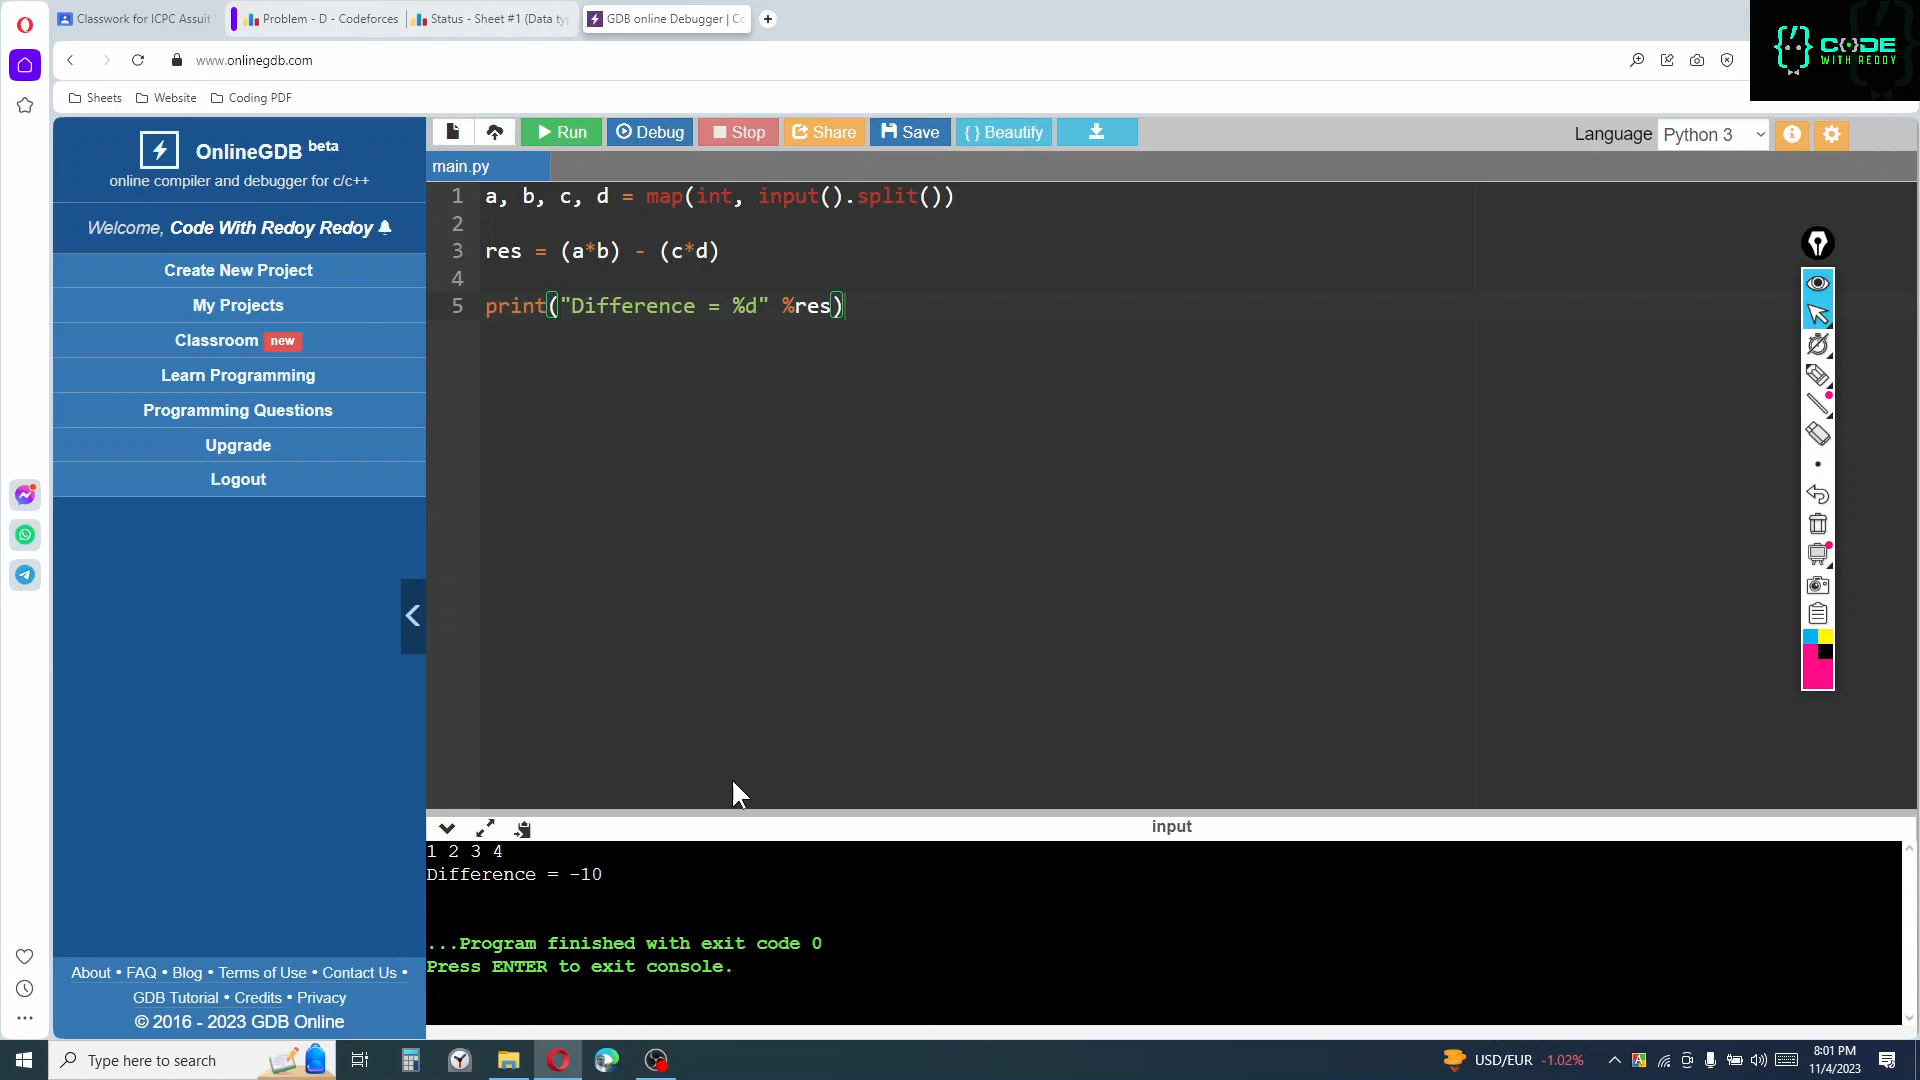 Classwork for ICPC Assuit
Problem - D - Codeforces
Status - Sheet #1 (Data ty
GDB online Debugger | Co
CODE
WITH REDOY
www.onlinegdb.com
Sheets
Website
Coding PDF
OnlineGDB beta
online compiler and debugger for c/c++
Welcome, Code With Redoy Redoy
Create New Project
My Projects
Classroom new
Learn Programming
Programming Questions
Upgrade
Logout
About • FAQ • Blog • Terms of Use • Contact Us •
GDB Tutorial • Credits • Privacy
© 2016 - 2023 GDB Online
Run
Debug
Stop
Share
Save
{ } Beautify
Language Python 3
main.py
1 a, b, c, d = map(int, input().split())
2
3 res = (a*b) - (c*d)
4
5 print("Difference = %d" %res)
input
1 2 3 4
Difference = -10
...Program finished with exit code 0
Press ENTER to exit console.
Type here to search
USD/EUR -1.02%
8:01 PM
11/4/2023